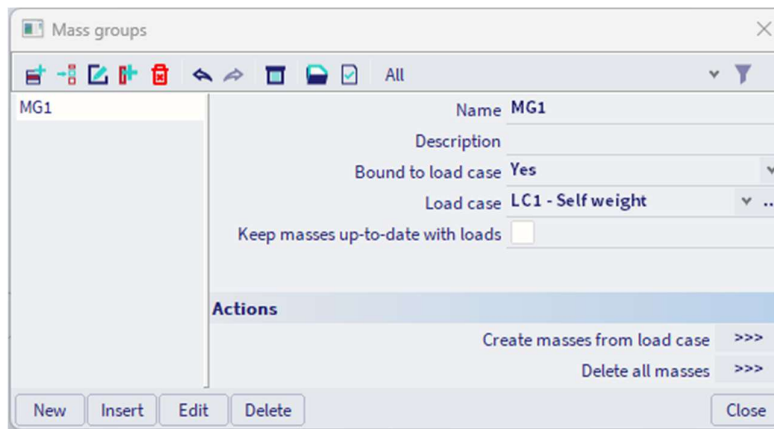 Mass groups
All
MG1
Name MG1
Description
Bound to load case Yes
Load case LC1 - Self weight ...
Keep masses up-to-date with loads
Actions
Create masses from load case >>>
Delete all masses >>>
New Insert Edit Delete Close